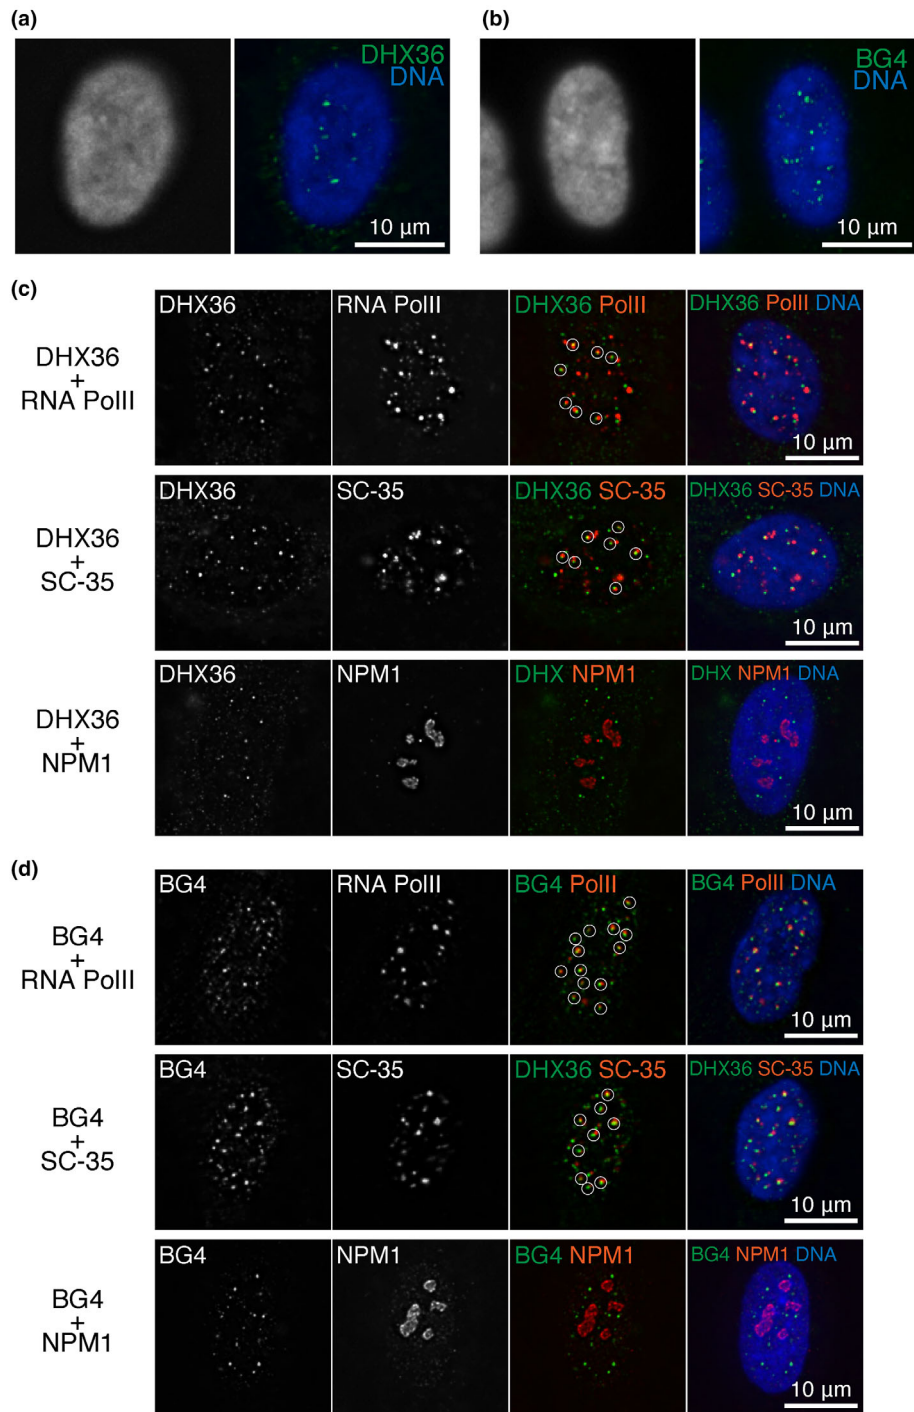 (a)
(b)
DHX36
DNA
10 μm
BG4
DNA
10 μm
(c)
DHX36
+
RNA PolII
DHX36
RNA PolII
DHX36 PolII
DHX36 PolII DNA
10 μm
DHX36
+
SC-35
DHX36
SC-35
DHX36 SC-35
DHX36 SC-35 DNA
10 μm
DHX36
+
NPM1
DHX36
NPM1
DHX NPM1
DHX NPM1 DNA
10 μm
(d)
BG4
+
RNA PolII
BG4
RNA PolII
BG4 PolII
BG4 PolII DNA
10 μm
BG4
+
SC-35
BG4
SC-35
DHX36 SC-35
DHX36 SC-35 DNA
10 μm
BG4
+
NPM1
BG4
NPM1
BG4 NPM1
BG4 NPM1 DNA
10 μm